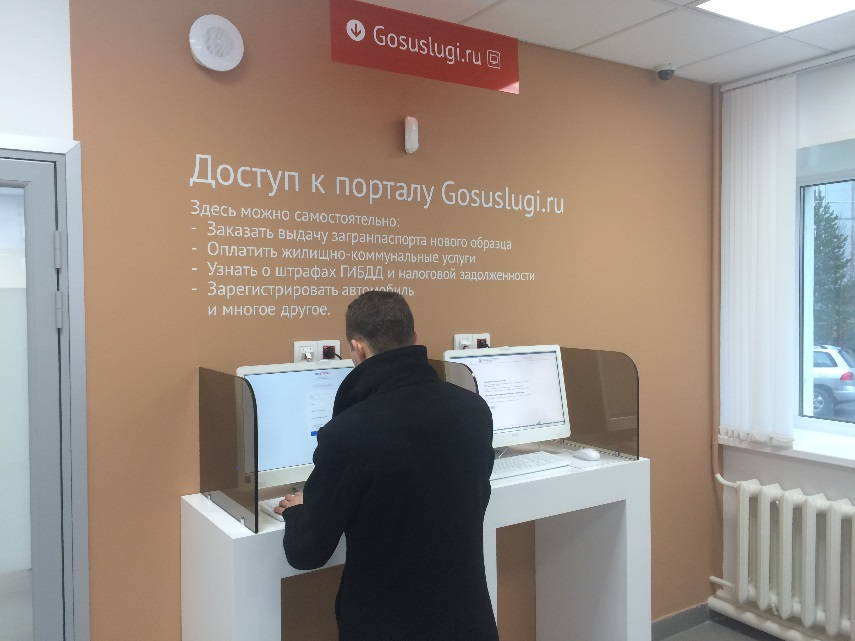 Gosuslugi.ru
Доступ к порталу Gosuslugi.ru
Здесь можно самостоятельно:
- Заказать выдачу загранпаспорта нового образца
- Оплатить жилищно-коммунальные услуги
- Узнать о штрафах ГИБДД и налоговой задолженности
- Зарегистрировать автомобиль
и многое другое.